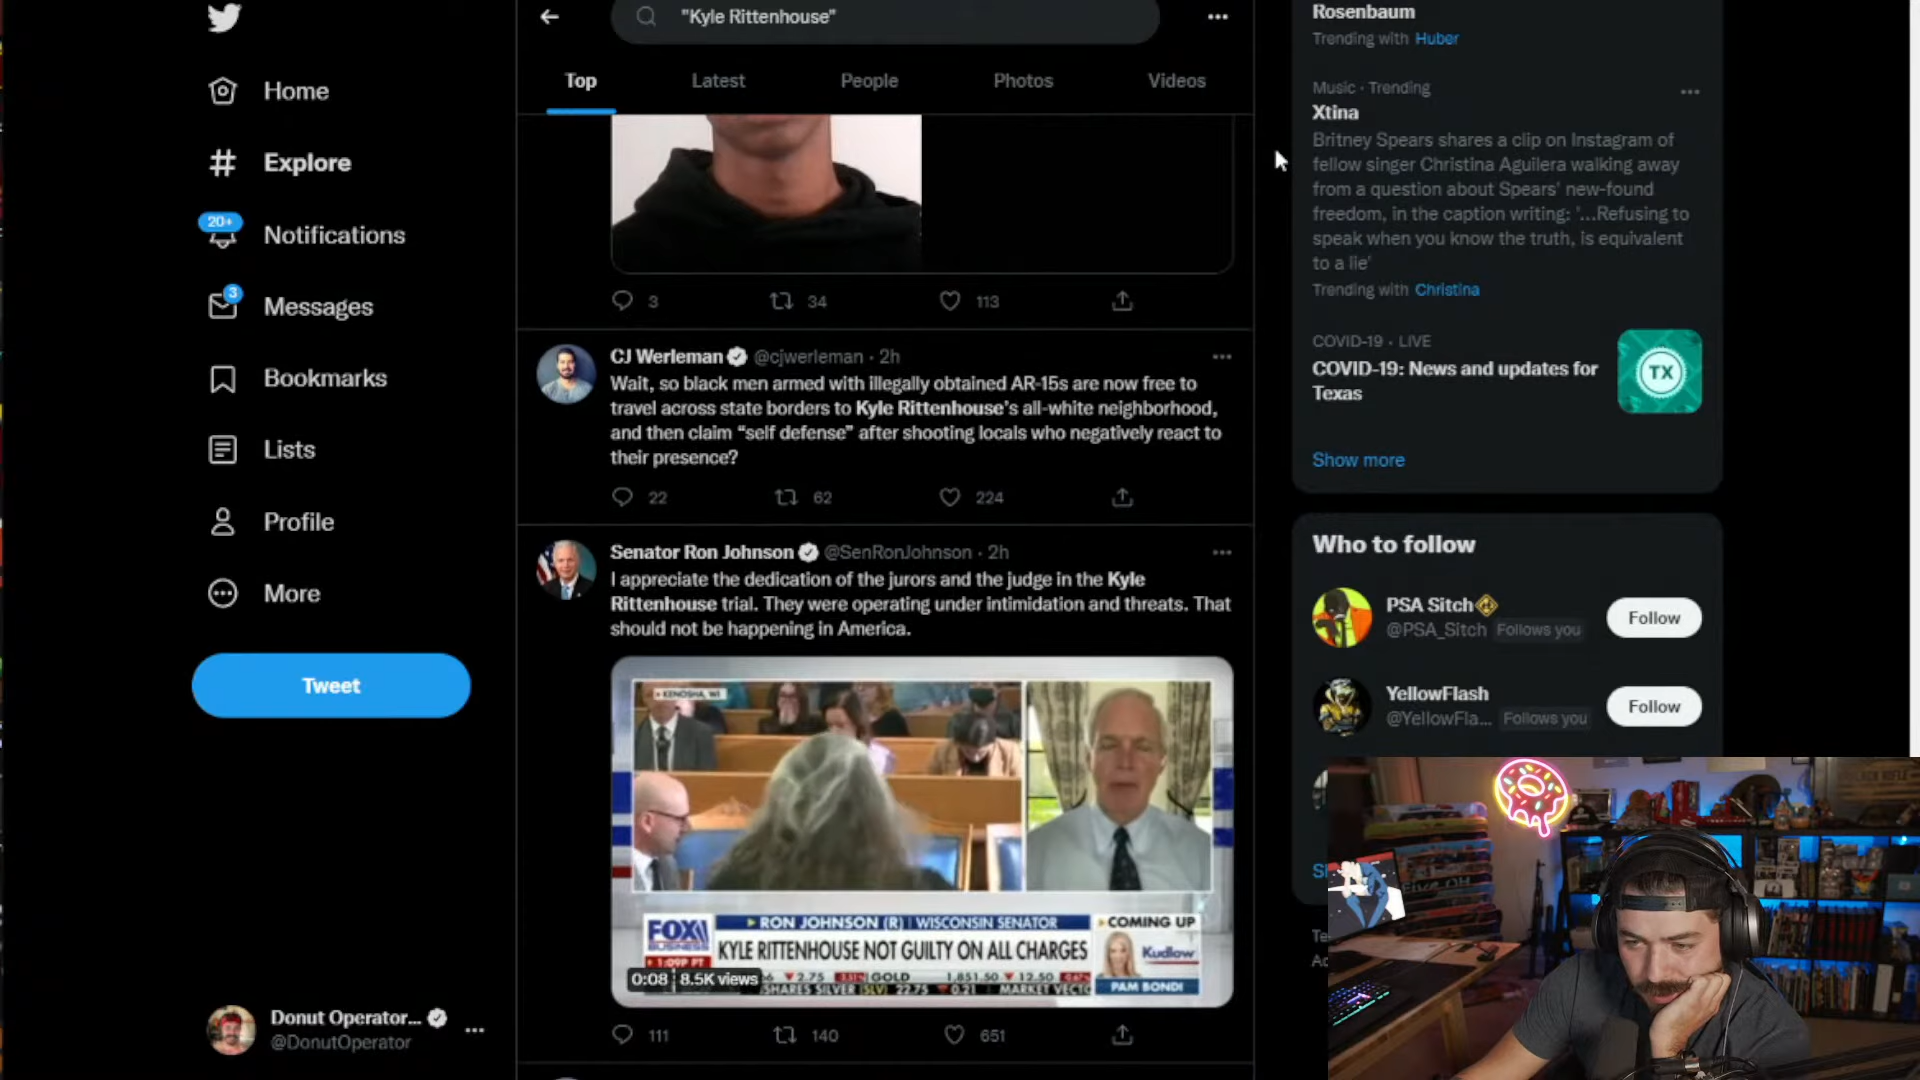 "Kyle Rittenhouse"
Top
Latest
People
Photos
Videos
Home
Explore
20+
Notifications
3
Messages
Bookmarks
Lists
Profile
More
Tweet
Donut Operator...
@DonutOperator
3
34
113
CJ Werleman @cjwerleman · 2h
Wait, so black men armed with illegally obtained AR-15s are now free to
travel across state borders to Kyle Rittenhouse's all-white neighborhood,
and then claim “self defense” after shooting locals who negatively react to
their presence?
22
62
224
Senator Ron Johnson @SenRonJohnson · 2h
I appreciate the dedication of the jurors and the judge in the Kyle
Rittenhouse trial. They were operating under intimidation and threats. That
should not be happening in America.
KENOSHA, WI
RON JOHNSON (R) | WISCONSIN SENATOR
FOX
BUSINESS
1:09P PT
KYLE RITTENHOUSE NOT GUILTY ON ALL CHARGES
COMING UP
Kudlow
PAM BONDI
0:08 8.5K views
2.75 3.51% GOLD 1,851.50 12.50
SHARES SILVER (SLV) 22.75 0.21 MARKET VECTO
111
140
651
Rosenbaum
Trending with Huber
Music · Trending
Xtina
Britney Spears shares a clip on Instagram of
fellow singer Christina Aguilera walking away
from a question about Spears' new-found
freedom, in the caption writing: '...Refusing to
speak when you know the truth, is equivalent
to a lie'
Trending with Christina
COVID-19 · LIVE
COVID-19: News and updates for
Texas
TX
Show more
Who to follow
PSA Sitch
@PSA_Sitch Follows you
Follow
YellowFlash
@YellowFla... Follows you
Follow